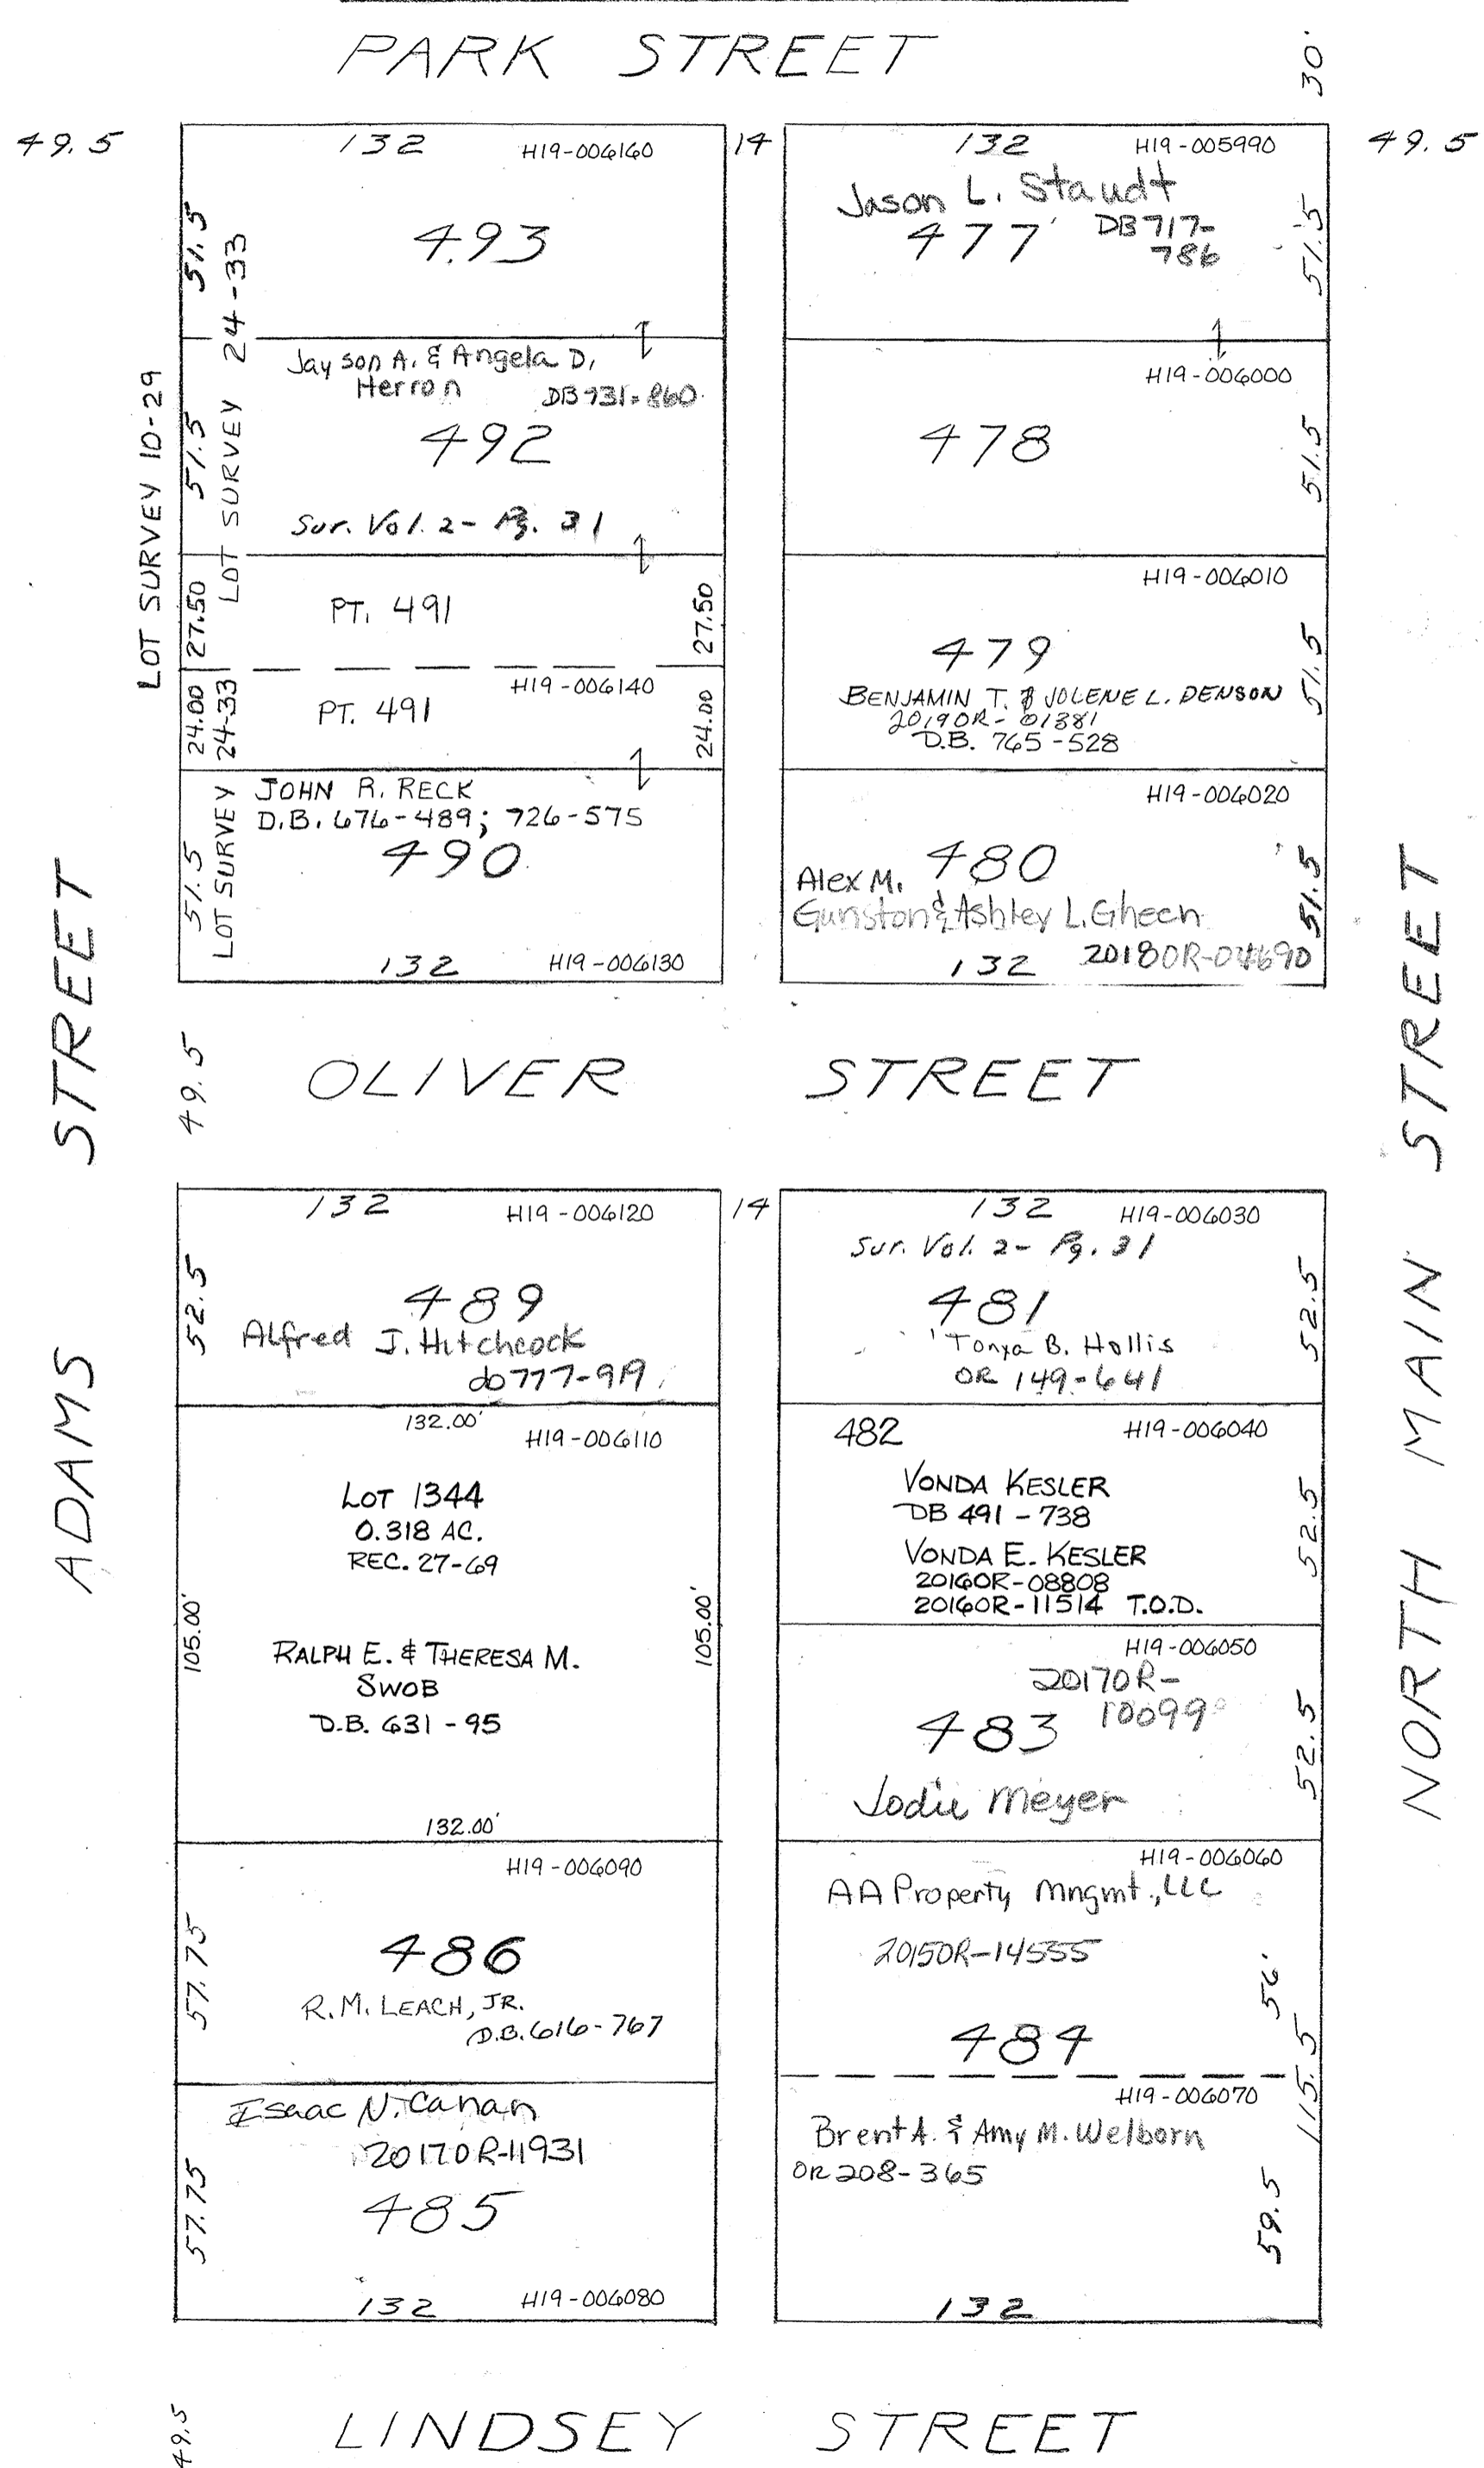 PARK STREET
30'
49.5
132
H19-006160
14
132
H19-005990
49.5
51.5
493
Jason L. Staudt
477
DB717-
786
51.5
LOT SURVEY 10-29
LOT SURVEY 24-33
51.5
Jayson A. & Angela D.
Herron
DB931-860
492
Sur. Vol. 2- Pg. 31
H19-006000
478
51.5
27.50
PT. 491
27.50
H19-006010
479
BENJAMIN T. & JOLENE L. DENSON
2019OR-01381
D.B. 765-528
51.5
24.00
H19-006140
PT. 491
24.00
LOT SURVEY 24-33
51.5
JOHN R. RECK
D.B. 676-489; 726-575
490
132
H19-006130
H19-006020
480
Alex M.
Gunston & Ashley L. Gheen
132
2018OR-04690
51.5
ADAMS STREET
NORTH MAIN STREET
49.5
OLIVER STREET
132
H19-006120
14
132
H19-006030
52.5
489
Alfred J. Hitchcock
db777-919
Sur. Vol. 2- Pg. 31
481
Tonya B. Hollis
OR 149-641
52.5
132.00'
H19-006110
LOT 1344
0.318 AC.
REC. 27-69
105.00'
105.00'
RALPH E. & THERESA M.
SWOB
D.B. 631-95
132.00'
482
H19-006040
VONDA KESLER
DB 491-738
VONDA E. KESLER
2016OR-08808
2016OR-11514 T.O.D.
52.5
H19-006050
2017OR-
10099
483
Jodie Meyer
52.5
H19-006090
57.75
486
R.M. LEACH, JR.
D.B. 616-767
H19-006060
AA Property Mngmt., LLC
2015OR-14535
56'
484
115.5
Isaac N. Canan
2017OR-11931
57.75
485
132
H19-006080
H19-006070
Brent A. & Amy M. Welborn
OR 208-365
59.5
132
49.5
LINDSEY STREET